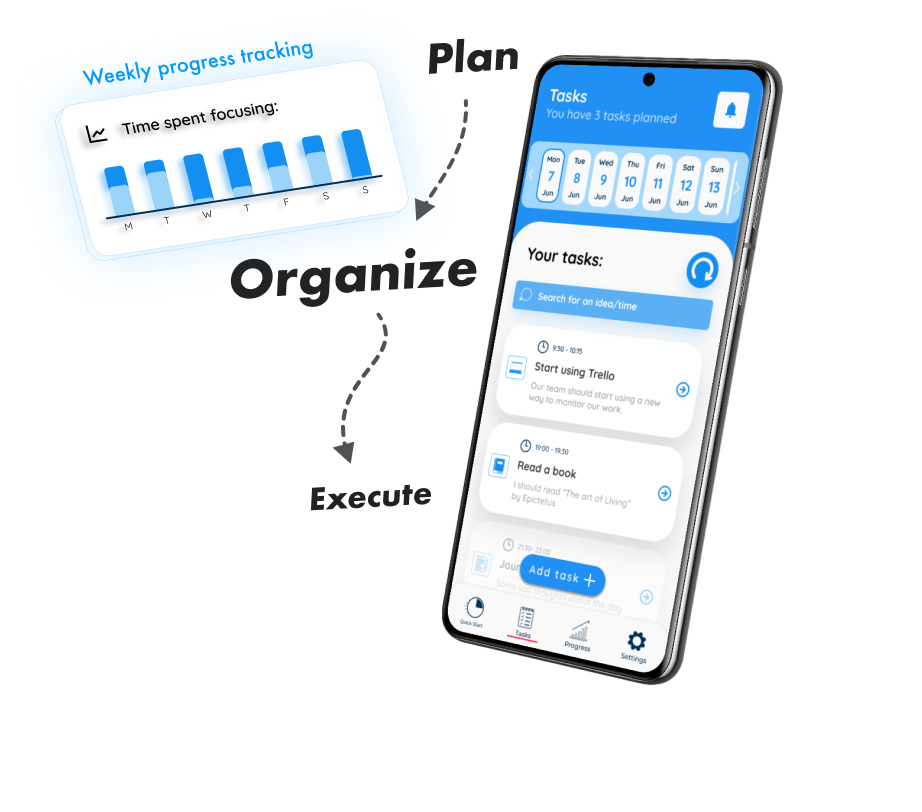 Weekly progress tracking
Time spent focusing:
M T W T F S S
Plan
Organize
Execute
Tasks
You have 3 tasks planned
Mon Tue Wed Thu Fri Sat Sun
7 8 9 10 11 12 13
Jun Jun Jun Jun Jun Jun Jun
Your tasks:
Search for an idea/time
9:30 - 10:15
Start using Trello
Our team should start using a new
way to monitor our work.
19:00 - 19:30
Read a book
I should read "The art of Living"
by Epictetus
21:30- 22:00
Jour
Some last thoughts about the day
Add task
Quick Start
Tasks
Progress
Settings